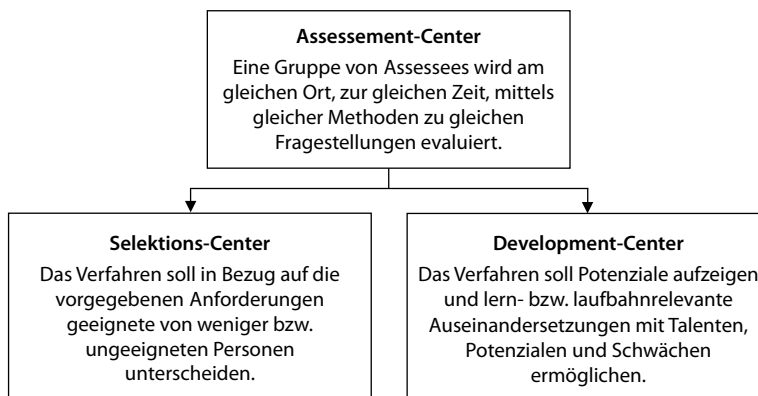 Assessement-Center
Eine Gruppe von Assessees wird am
gleichen Ort, zur gleichen Zeit, mittels
gleicher Methoden zu gleichen
Fragestellungen evaluiert.
Selektions-Center
Das Verfahren soll in Bezug auf die
vorgegebenen Anforderungen
geeignete von weniger bzw.
ungeeigneten Personen
unterscheiden.
Development-Center
Das Verfahren soll Potenziale aufzeigen
und lern- bzw. laufbahnrelevante
Auseinandersetzungen mit Talenten,
Potenzialen und Schwächen
ermöglichen.